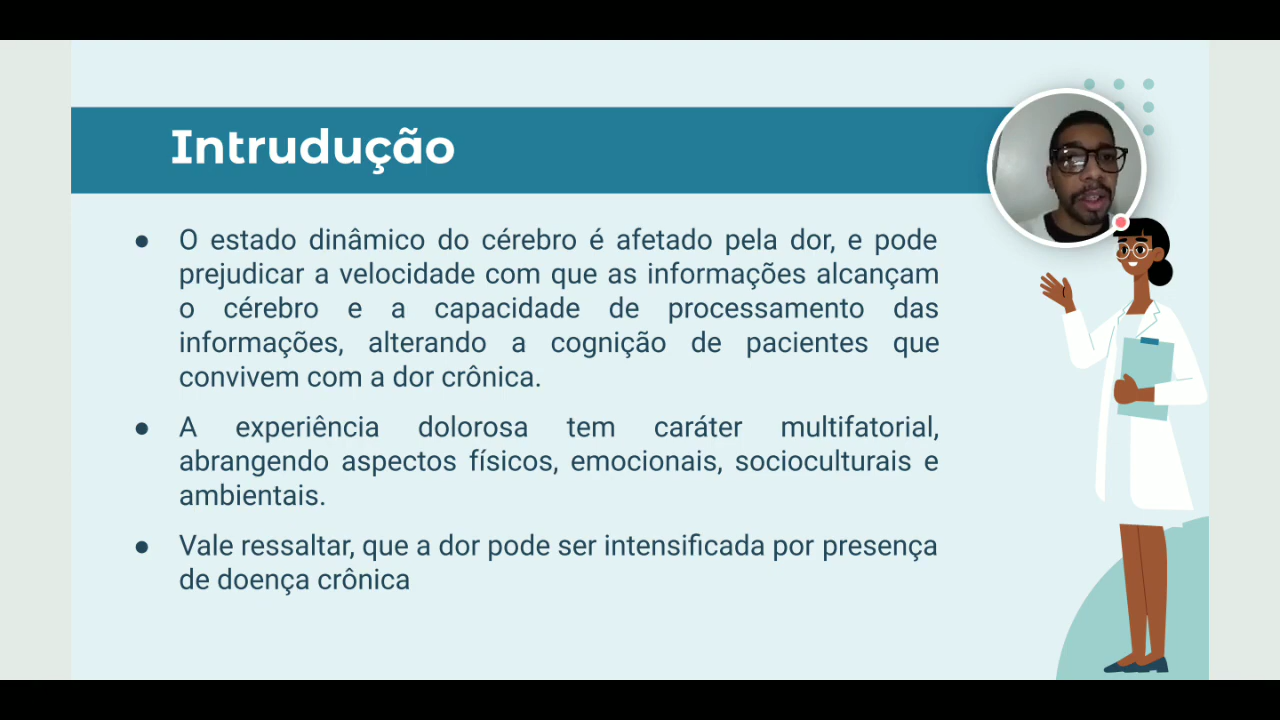 Intrudução
● O estado dinâmico do cérebro é afetado pela dor, e pode
prejudicar a velocidade com que as informações alcançam
o cérebro e a capacidade de processamento das
informações, alterando a cognição de pacientes que
convivem com a dor crônica.
● A experiência dolorosa tem caráter multifatorial,
abrangendo aspectos físicos, emocionais, socioculturais e
ambientais.
● Vale ressaltar, que a dor pode ser intensificada por presença
de doença crônica